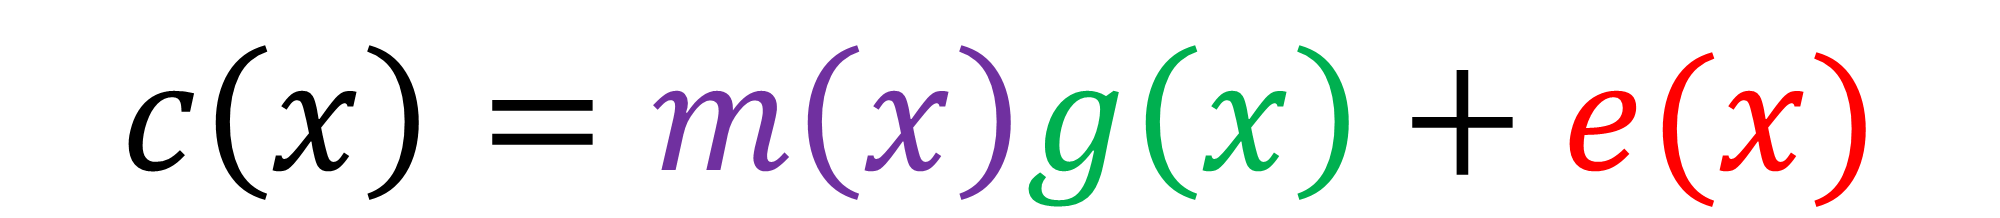 c(x) = m(x)g(x) + e(x)